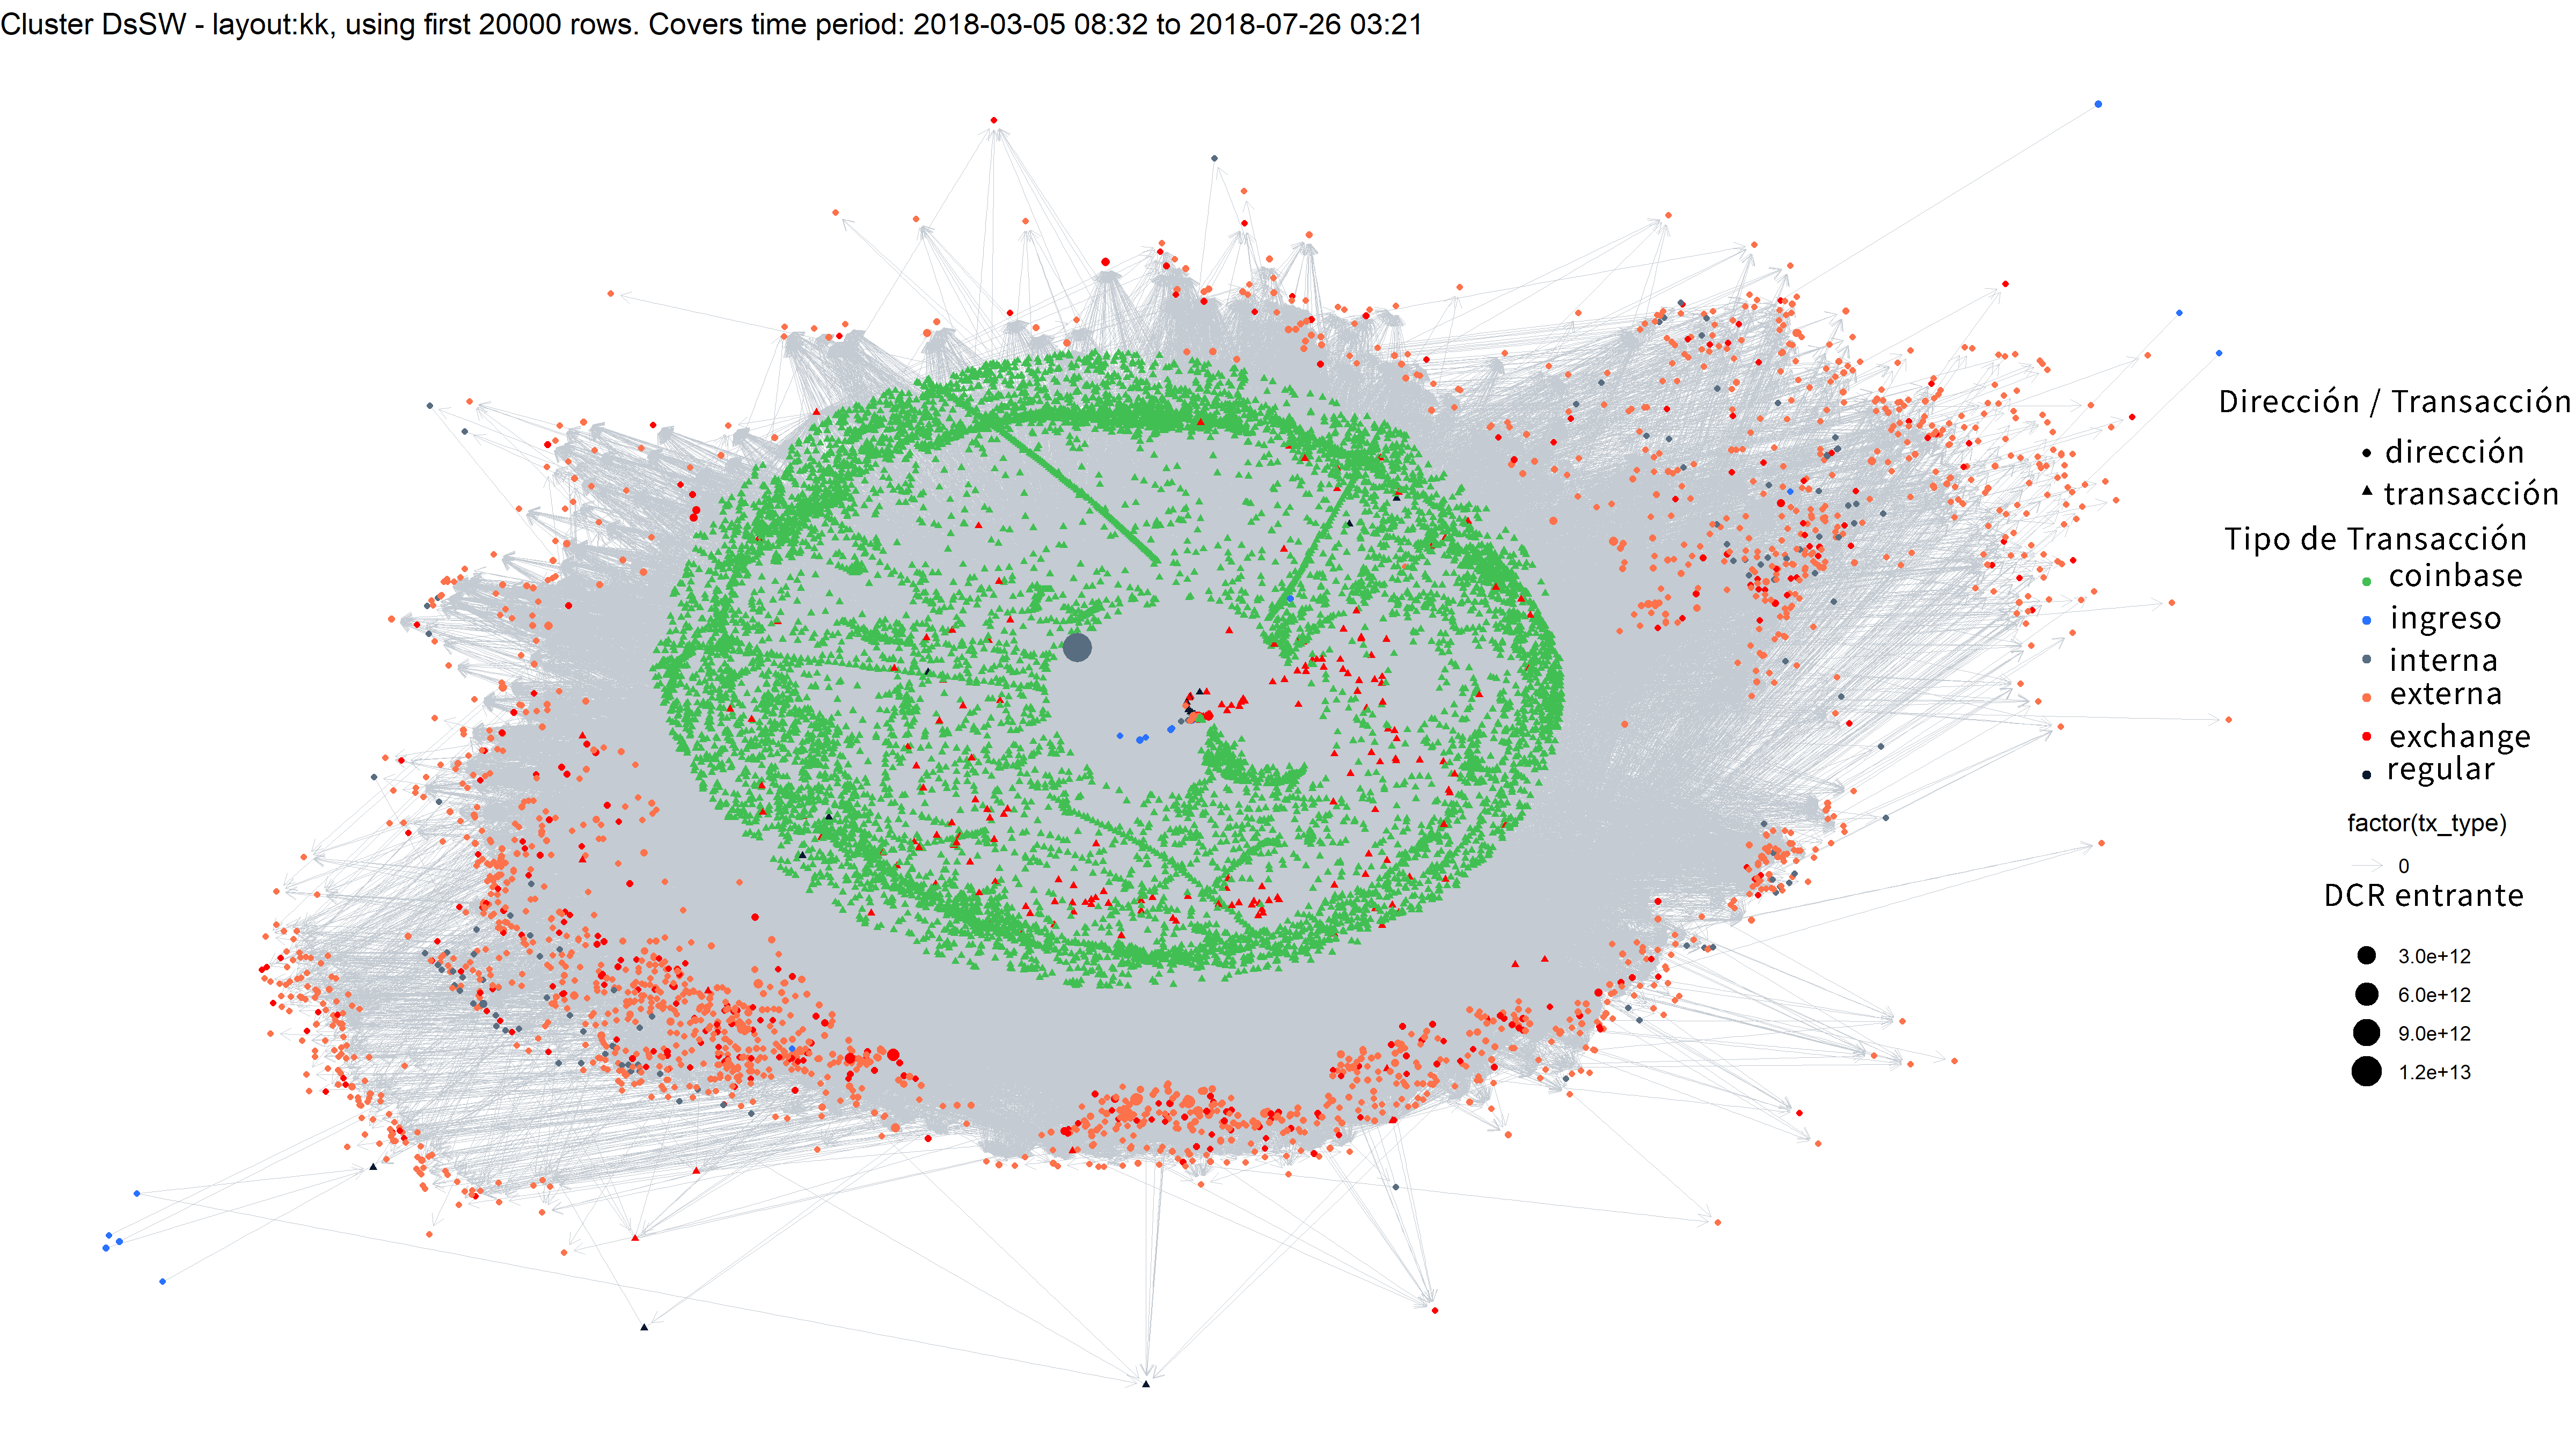 Cluster DsSW - layout:kk, using first 20000 rows. Covers time period: 2018-03-05 08:32 to 2018-07-26 03:21
Dirección / Transacción
dirección
transacción
Tipo de Transacción
coinbase
ingreso
interna
externa
exchange
regular
factor(tx_type)
0
DCR entrante
3.0e+12
6.0e+12
9.0e+12
1.2e+13